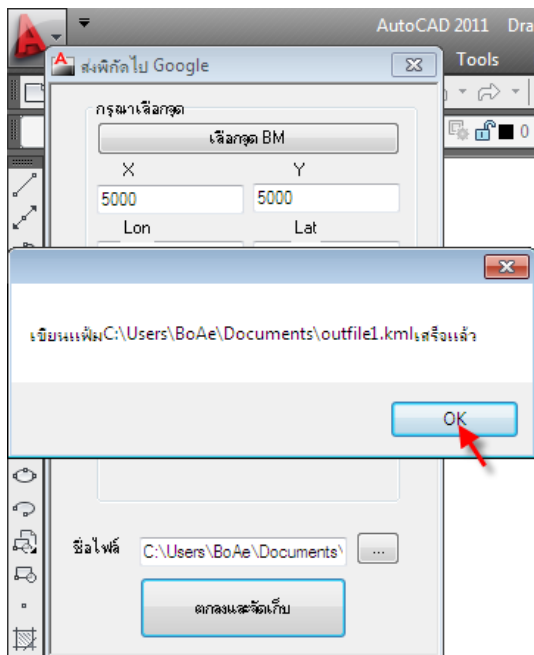 AutoCAD 2011 Dra
ส่งพิกัดไป Google
Tools
กรุณาเลือกจุด
เลือกจุด BM
0
X Y
5000 5000
Lon Lat
เขียนแฟ้มC:\Users\BoAe\Documents\outfile1.kmlเสร็จแล้ว
OK
ชื่อไฟล์ C:\Users\BoAe\Documents\ ...
ตกลงและจัดเก็บ